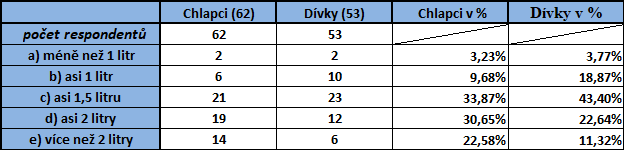 Chlapci (62) Dívky (53) Chlapci v % Dívky v %
počet respondentů 62 53
a) méně než 1 litr 2 2 3,23% 3,77%
b) asi 1 litr 6 10 9,68% 18,87%
c) asi 1,5 litru 21 23 33,87% 43,40%
d) asi 2 litry 19 12 30,65% 22,64%
e) více než 2 litry 14 6 22,58% 11,32%